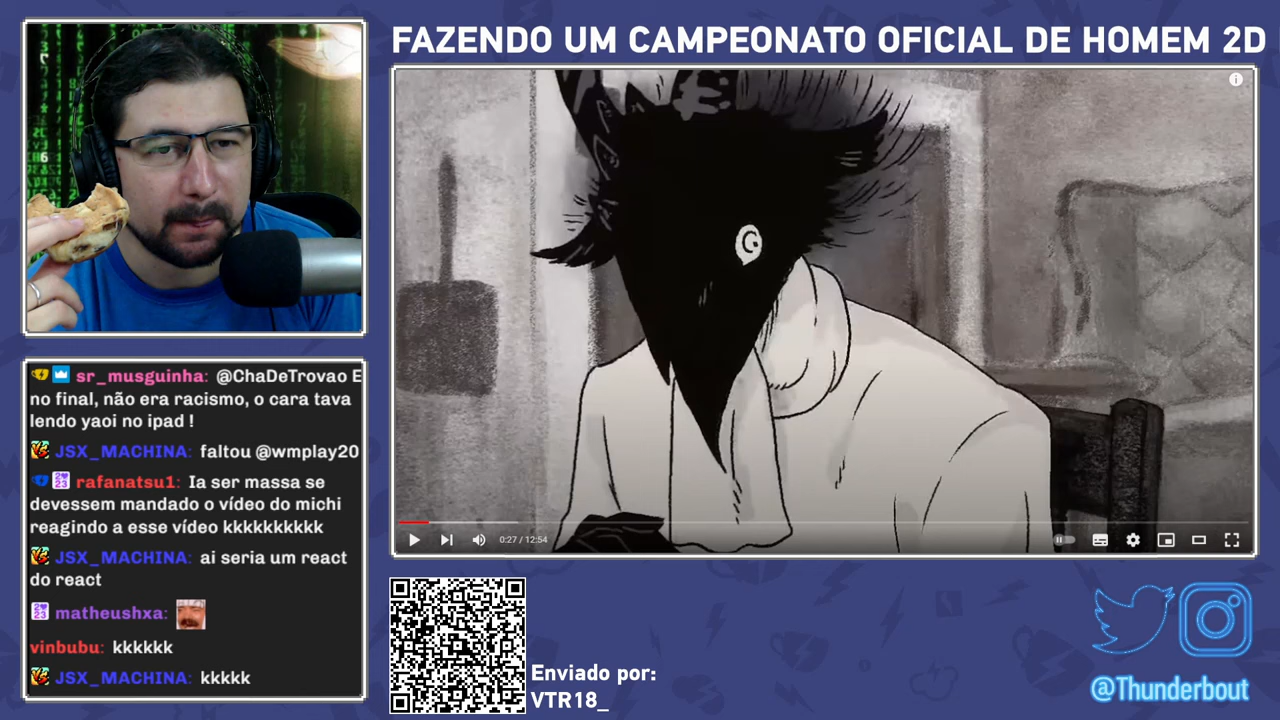 FAZENDO UM CAMPEONATO OFICIAL DE HOMEM 2D
sr_musguinha: @ChaDeTrovao E
no final, não era racismo, o cara tava
lendo yaoi no ipad !
JSX_MACHINA: faltou @wmplay20
rafanatsu1: Ia ser massa se
devessem mandado o vídeo do michi
reagindo a esse vídeo kkkkkkkkkk
JSX_MACHINA: ai seria um react
do react
matheushxa:
vinbubu: kkkkkk
JSX_MACHINA: kkkkk
0:27 / 12:54
Enviado por:
VTR18_
@Thunderbout